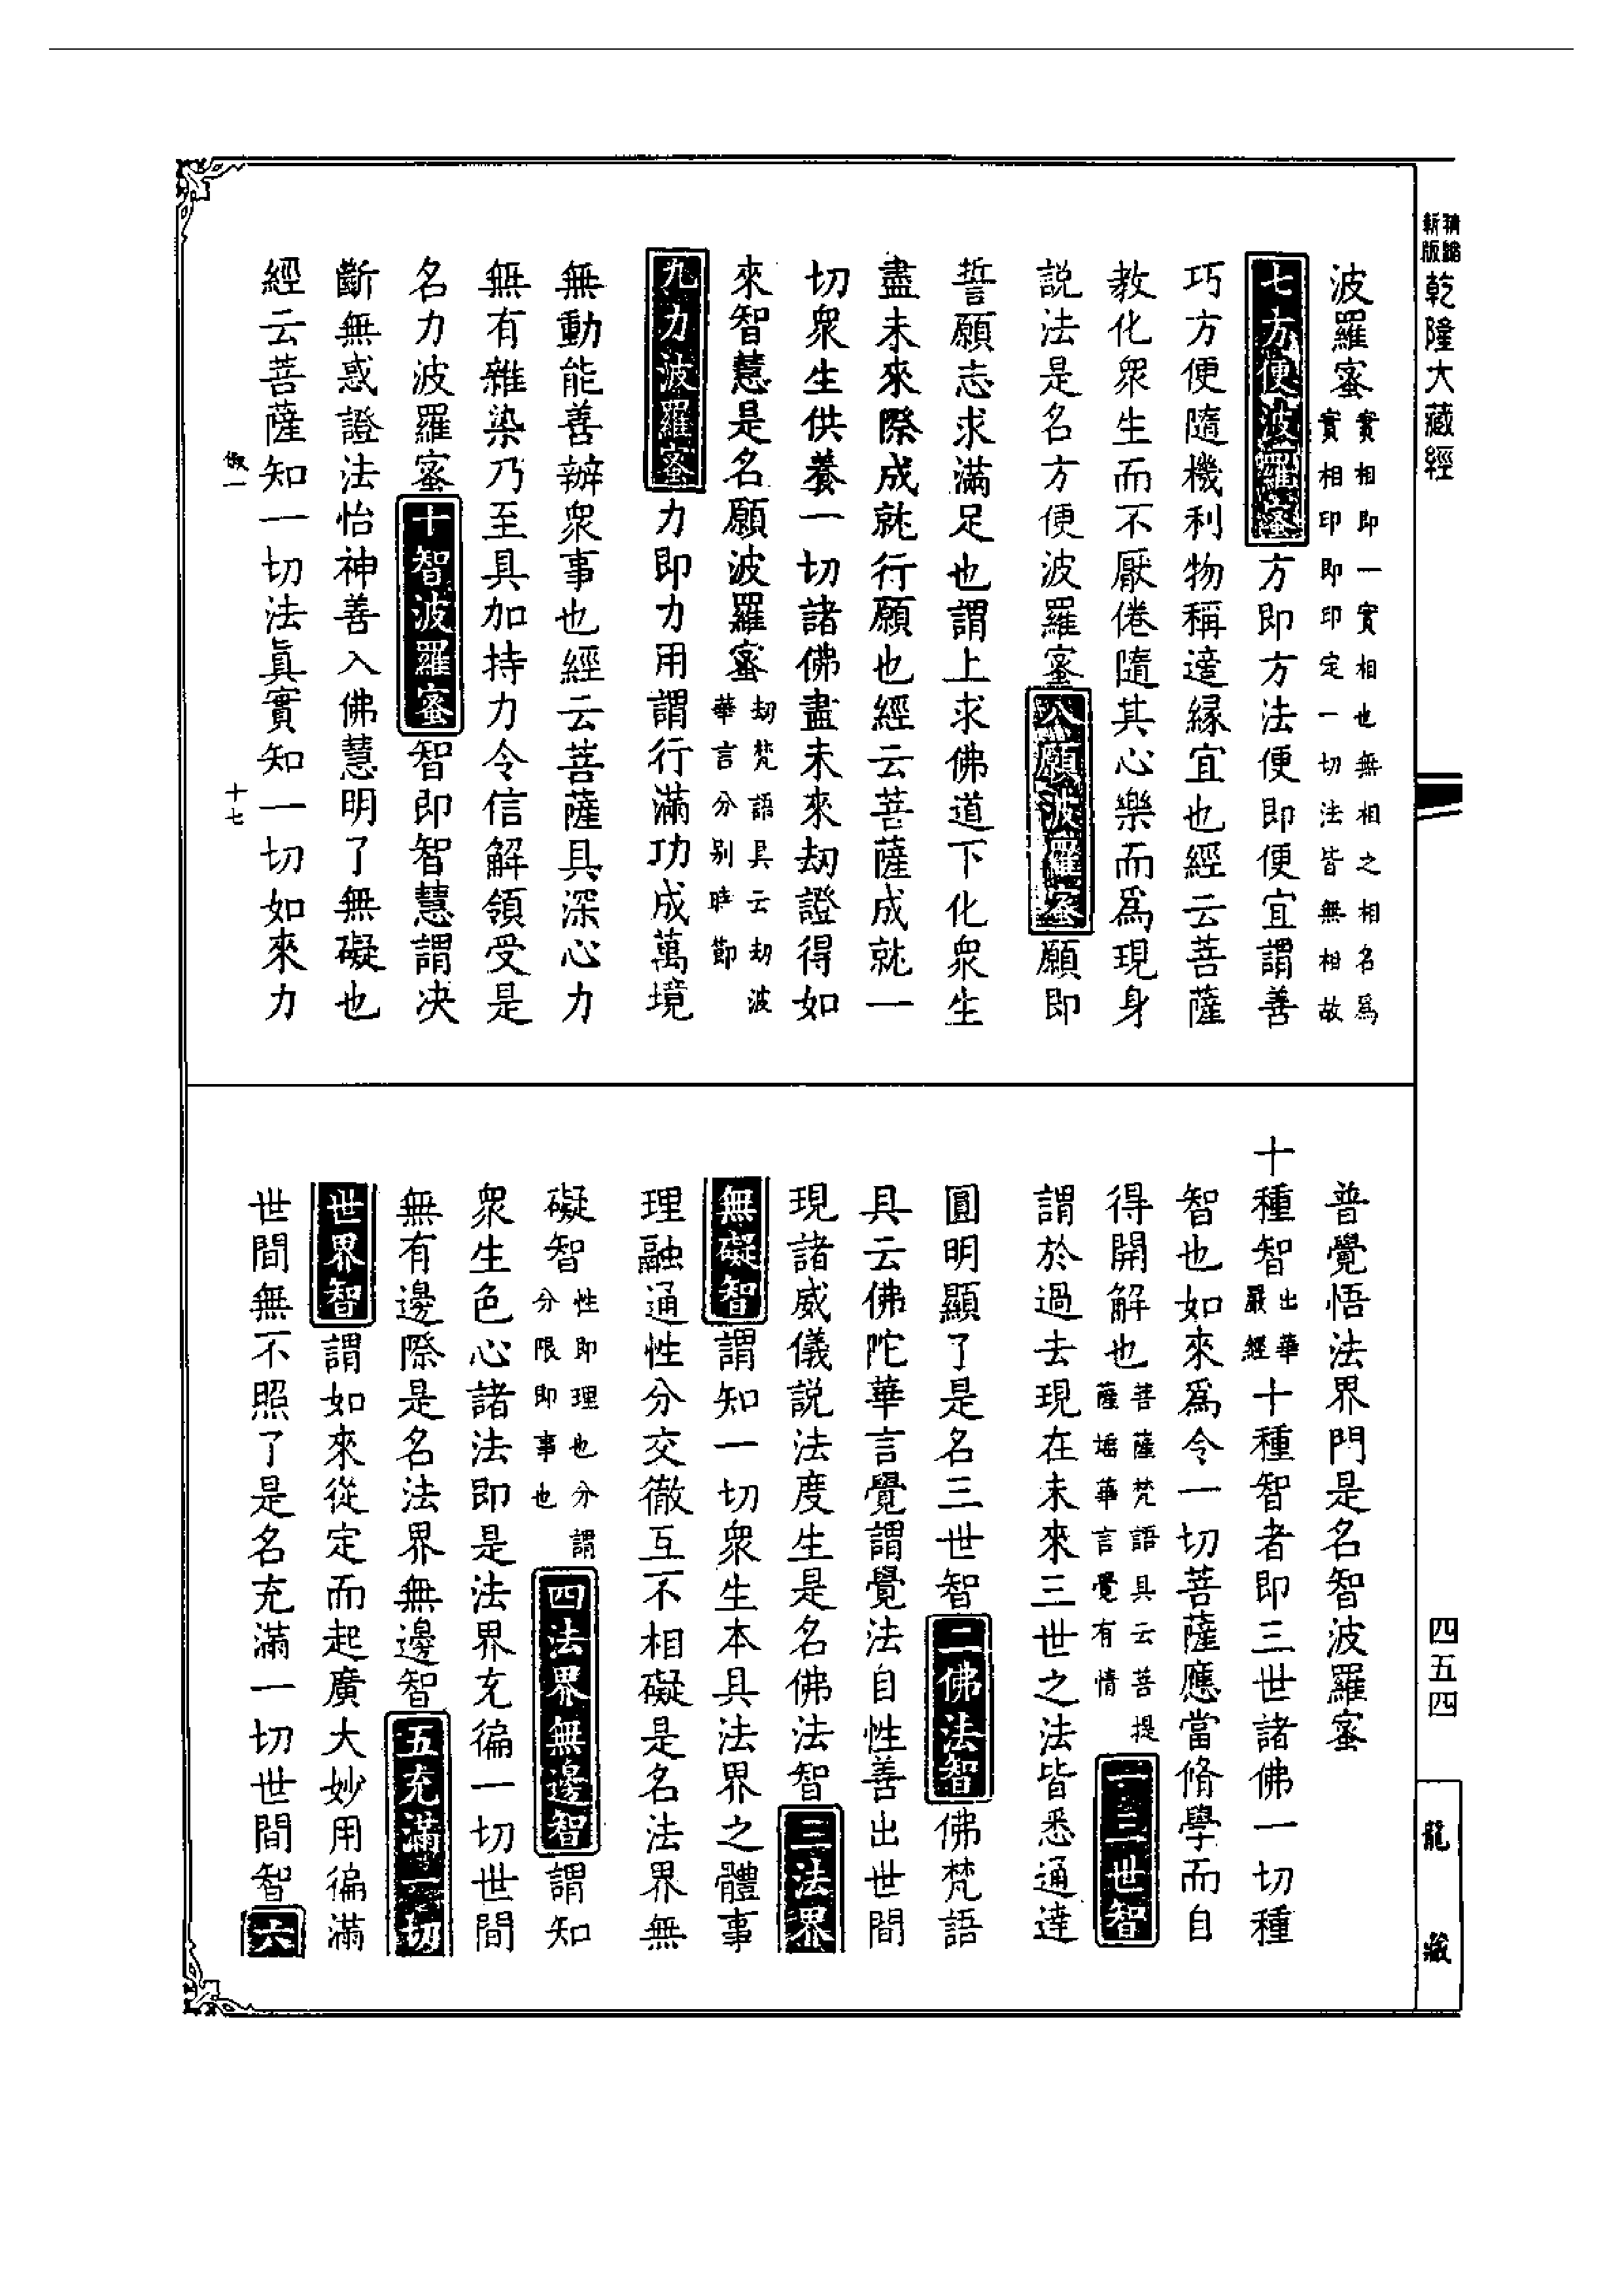 精縮
新版
乾隆大藏經
四五四
龍藏
波羅蜜實相即一實相也無相之相名爲
實相印即印定一切法皆無相故
七方便波羅蜜方即方法便即便宜謂善
巧方便隨機利物稱適緣宜也經云菩薩
教化衆生而不厭倦隨其心樂而爲現身
説法是名方便波羅蜜八願波羅蜜願即
誓願志求滿足也謂上求佛道下化衆生
盡未來際成就行願也經云菩薩成就一
切衆生供養一切諸佛盡未來劫證得如
來智慧是名願波羅蜜劫梵語具云劫波
華言分別時節
九力波羅蜜力即力用謂行滿功成萬境
無動能善辦衆事也經云菩薩具深心力
無有雜染乃至具加持力令信解領受是
名力波羅蜜十智波羅蜜智即智慧謂决
斷無惑證法怡神善入佛慧明了無礙也
經云菩薩知一切法真實知一切如來力
十七
普覺悟法界門是名智波羅蜜
十種智出華
嚴經十種智者即三世諸佛一切種
智也如來爲令一切菩薩應當脩學而自
得開解也菩薩梵語具云菩提
薩埵華言覺有情一三世智
謂於過去現在未來三世之法皆悉通達
圓明顯了是名三世智二佛法智佛梵語
具云佛陀華言覺謂覺法自性善出世間
現諸威儀説法度生是名佛法智三法界
無礙智謂知一切衆生本具法界之體事
理融通性分交徹互不相礙是名法界無
礙智性即理也分謂
分限即事也四法界無邊智謂知
衆生色心諸法即是法界充徧一切世間
無有邊際是名法界無邊智五充滿一切
世界智謂如來從定而起廣大妙用徧滿
世間無不照了是名充滿一切世間智六